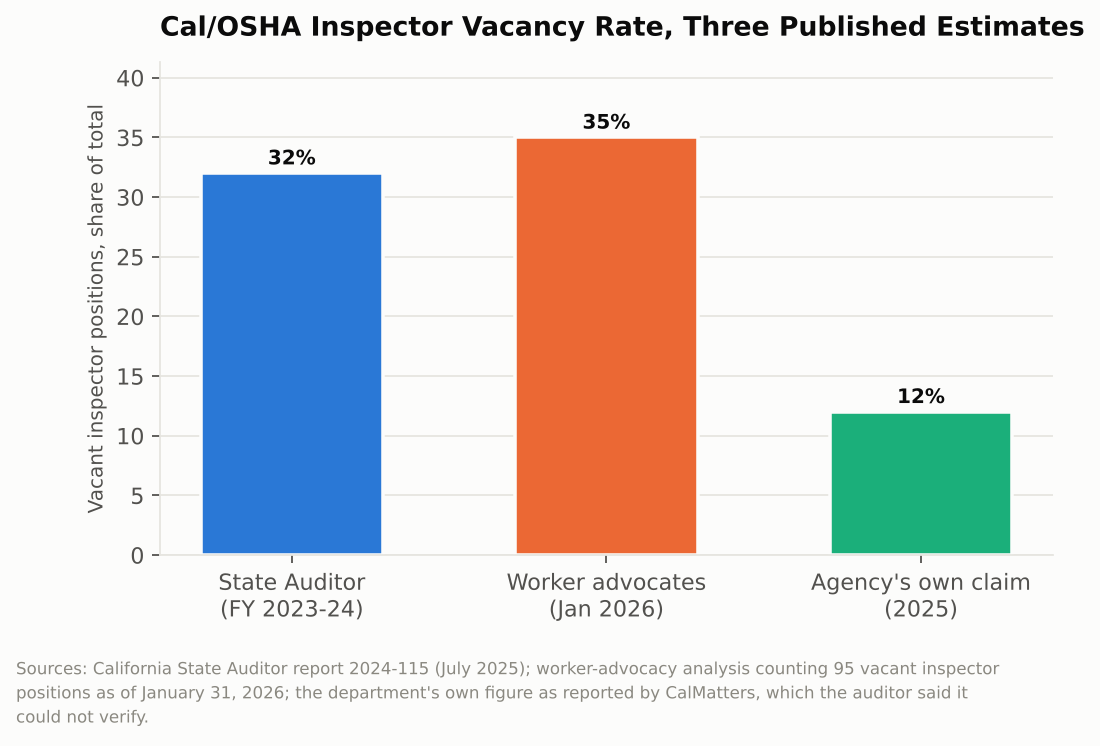 Cal/OSHA Inspector Vacancy Rate, Three Published Estimates
Vacant inspector positions, share of total
40
35
30
25
20
15
10
5
0
32%
35%
12%
State Auditor
(FY 2023-24)
Worker advocates
(Jan 2026)
Agency's own claim
(2025)
Sources: California State Auditor report 2024-115 (July 2025); worker-advocacy analysis counting 95 vacant inspector
positions as of January 31, 2026; the department's own figure as reported by CalMatters, which the auditor said it
could not verify.